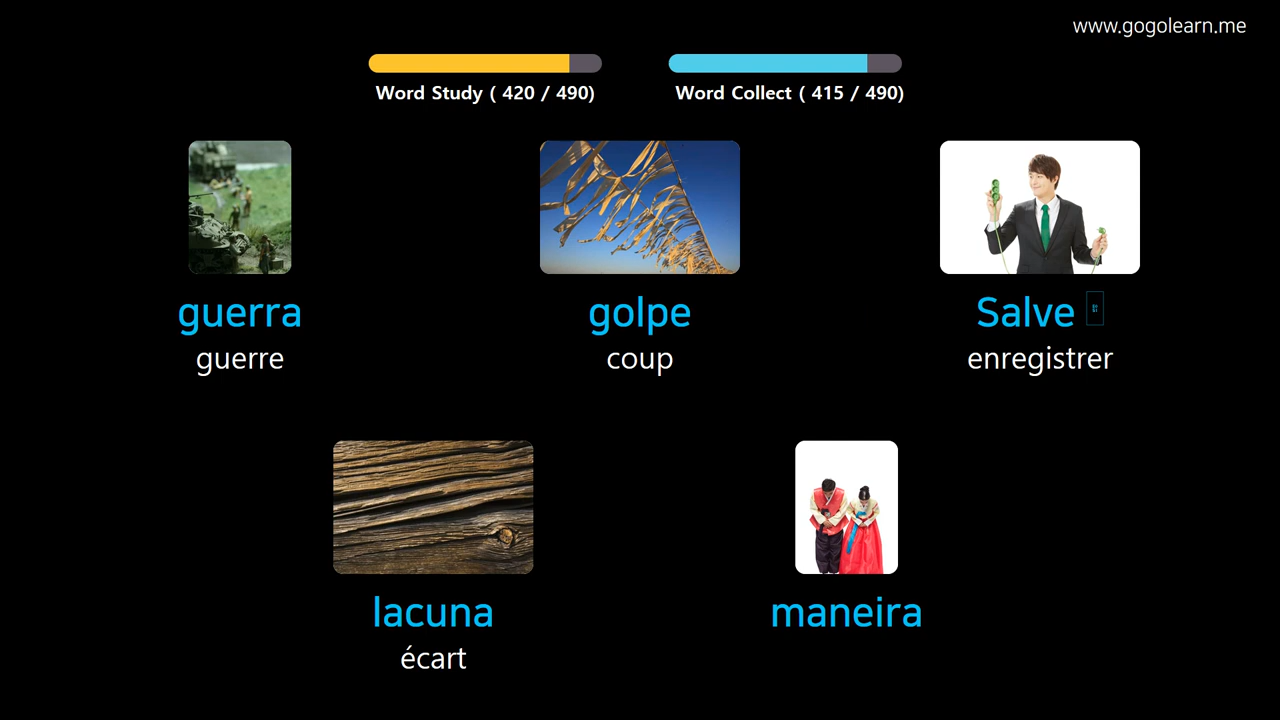 www.gogolearn.me
Word Study ( 420 / 490)
Word Collect ( 415 / 490)
guerra
guerre
golpe
coup
Salve
enregistrer
lacuna
écart
maneira